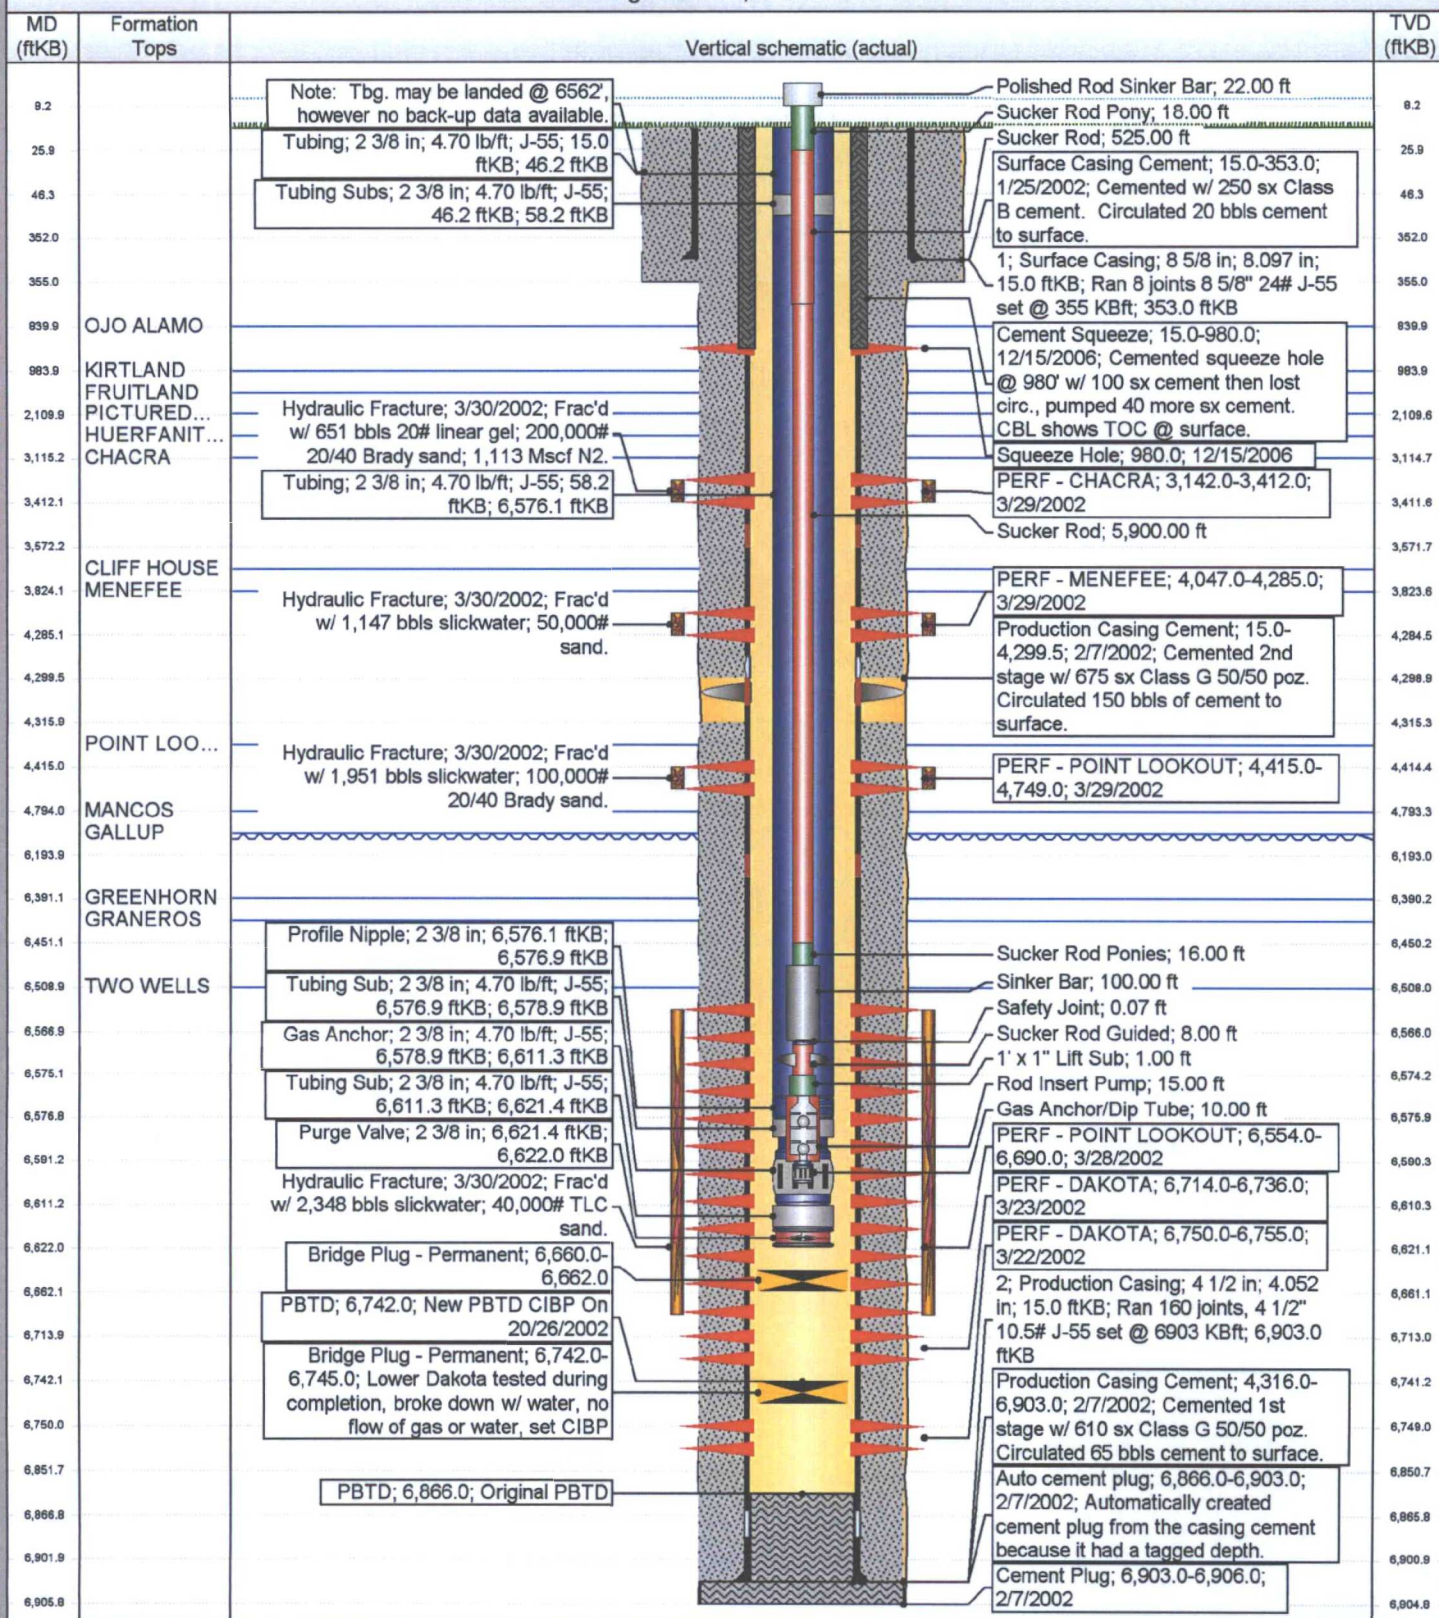 MD
(ftKB)
Formation
Tops
Vertical schematic (actual)
TVD
(ftKB)
8.2
25.9
46.3
352.0
355.0
839.9
983.9
2,109.9
3,115.2
3,412.1
3,572.2
3,824.1
4,285.1
4,299.5
4,315.9
4,415.0
4,794.0
6,193.9
6,391.1
6,451.1
6,508.9
6,566.9
6,575.1
6,576.8
6,591.2
6,611.2
6,622.0
6,662.1
6,713.9
6,742.1
6,750.0
6,851.7
6,866.8
6,901.9
6,905.8
OJO ALAMO
KIRTLAND
FRUITLAND
PICTURED...
HUERFANIT...
CHACRA
CLIFF HOUSE
MENEFEE
POINT LOO...
MANCOS
GALLUP
GREENHORN
GRANEROS
TWO WELLS
Note: Tbg. may be landed @ 6562',
however no back-up data available.
Tubing; 2 3/8 in; 4.70 lb/ft; J-55; 15.0
ftKB; 46.2 ftKB
Tubing Subs; 2 3/8 in; 4.70 lb/ft; J-55;
46.2 ftKB; 58.2 ftKB
Hydraulic Fracture; 3/30/2002; Frac'd
w/ 651 bbls 20# linear gel; 200,000#
20/40 Brady sand; 1,113 Mscf N2.
Tubing; 2 3/8 in; 4.70 lb/ft; J-55; 58.2
ftKB; 6,576.1 ftKB
Hydraulic Fracture; 3/30/2002; Frac'd
w/ 1,147 bbls slickwater; 50,000#
sand.
Hydraulic Fracture; 3/30/2002; Frac'd
w/ 1,951 bbls slickwater; 100,000#
20/40 Brady sand.
Profile Nipple; 2 3/8 in; 6,576.1 ftKB;
6,576.9 ftKB
Tubing Sub; 2 3/8 in; 4.70 lb/ft; J-55;
6,576.9 ftKB; 6,578.9 ftKB
Gas Anchor; 2 3/8 in; 4.70 lb/ft; J-55;
6,578.9 ftKB; 6,611.3 ftKB
Tubing Sub; 2 3/8 in; 4.70 lb/ft; J-55;
6,611.3 ftKB; 6,621.4 ftKB
Purge Valve; 2 3/8 in; 6,621.4 ftKB;
6,622.0 ftKB
Hydraulic Fracture; 3/30/2002; Frac'd
w/ 2,348 bbls slickwater; 40,000# TLC
sand.
Bridge Plug - Permanent; 6,660.0-
6,662.0
PBTD; 6,742.0; New PBTD CIBP On
20/26/2002
Bridge Plug - Permanent; 6,742.0-
6,745.0; Lower Dakota tested during
completion, broke down w/ water, no
flow of gas or water, set CIBP
PBTD; 6,866.0; Original PBTD
Polished Rod Sinker Bar; 22.00 ft
Sucker Rod Pony; 18.00 ft
Sucker Rod; 525.00 ft
Surface Casing Cement; 15.0-353.0;
1/25/2002; Cemented w/ 250 sx Class
B cement. Circulated 20 bbls cement
to surface.
1; Surface Casing; 8 5/8 in; 8.097 in;
15.0 ftKB; Ran 8 joints 8 5/8" 24# J-55
set @ 355 KBft; 353.0 ftKB
Cement Squeeze; 15.0-980.0;
12/15/2006; Cemented squeeze hole
@ 980' w/ 100 sx cement then lost
circ., pumped 40 more sx cement.
CBL shows TOC @ surface.
Squeeze Hole; 980.0; 12/15/2006
PERF - CHACRA; 3,142.0-3,412.0;
3/29/2002
Sucker Rod; 5,900.00 ft
PERF - MENEFEE; 4,047.0-4,285.0;
3/29/2002
Production Casing Cement; 15.0-
4,299.5; 2/7/2002; Cemented 2nd
stage w/ 675 sx Class G 50/50 poz.
Circulated 150 bbls of cement to
surface.
PERF - POINT LOOKOUT; 4,415.0-
4,749.0; 3/29/2002
Sucker Rod Ponies; 16.00 ft
Sinker Bar; 100.00 ft
Safety Joint; 0.07 ft
Sucker Rod Guided; 8.00 ft
1' x 1" Lift Sub; 1.00 ft
Rod Insert Pump; 15.00 ft
Gas Anchor/Dip Tube; 10.00 ft
PERF - POINT LOOKOUT; 6,554.0-
6,690.0; 3/28/2002
PERF - DAKOTA; 6,714.0-6,736.0;
3/23/2002
PERF - DAKOTA; 6,750.0-6,755.0;
3/22/2002
2; Production Casing; 4 1/2 in; 4.052
in; 15.0 ftKB; Ran 160 joints, 4 1/2"
10.5# J-55 set @ 6903 KBft; 6,903.0
ftKB
Production Casing Cement; 4,316.0-
6,903.0; 2/7/2002; Cemented 1st
stage w/ 610 sx Class G 50/50 poz.
Circulated 65 bbls cement to surface.
Auto cement plug; 6,866.0-6,903.0;
2/7/2002; Automatically created
cement plug from the casing cement
because it had a tagged depth.
Cement Plug; 6,903.0-6,906.0;
2/7/2002
8.2
25.9
46.3
352.0
355.0
839.9
983.9
2,109.6
3,114.7
3,411.6
3,571.7
3,823.6
4,284.5
4,298.9
4,315.3
4,414.4
4,793.3
6,193.0
6,390.2
6,450.2
6,508.0
6,566.0
6,574.2
6,575.9
6,590.3
6,610.3
6,621.1
6,661.1
6,713.0
6,741.2
6,749.0
6,850.7
6,865.8
6,900.9
6,904.8